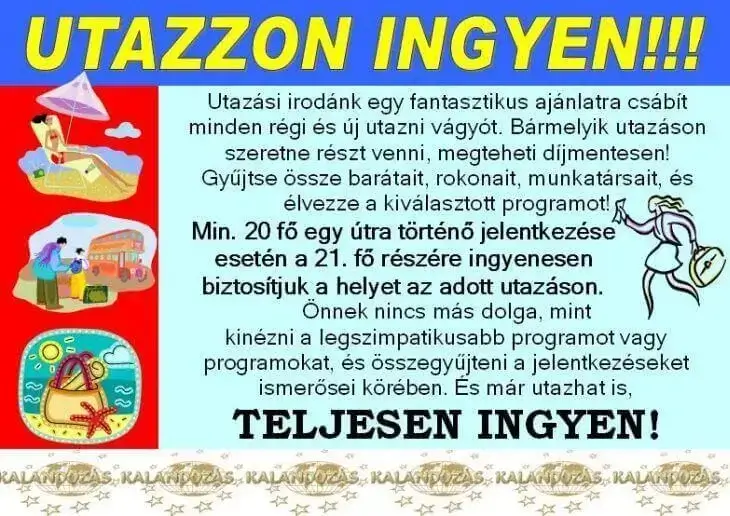 UTAZZON INGYEN!!!
Utazási irodánk egy fantasztikus ajánlatra csábít
minden régi és új utazni vágyót. Bármelyik utazáson
szeretne részt venni, megteheti díjmentesen!
Gyűjtse össze barátait, rokonait, munkatársait, és
élvezze a kiválasztott programot!
Min. 20 fő egy útra történő jelentkezése
esetén a 21. fő részére ingyenesen
biztosítjuk a helyet az adott utazáson.
Önnek nincs más dolga, mint
kinézni a legszimpatikusabb programot vagy
programokat, és összegyűjteni a jelentkezéseket
ismerősei körében. És már utazhat is,
TELJESEN INGYEN!
KALANDOZÁS KALANDOZÁS KALANDOZÁS KALANDOZÁS KALANDOZÁS KALANDOZÁS